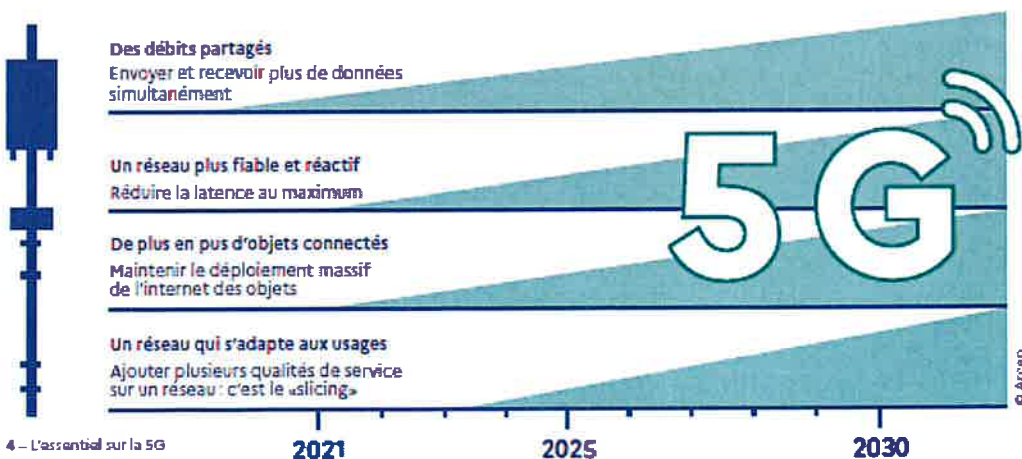 Des débits partagés
Envoyer et recevoir plus de données
simultanément
Un réseau plus fiable et réactif
Réduire la latence au maximum
De plus en pus d'objets connectés
Maintenir le déploiement massif
de l'internet des objets
Un réseau qui s'adapte aux usages
Ajouter plusieurs qualités de service
sur un réseau : c'est le «slicing»
5G
© Arcep
4 – L'essentiel sur la 5G
2021 2025 2030